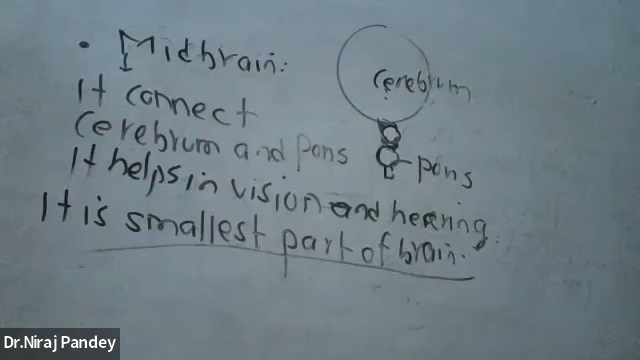 • Midbrain:
It connect
Cerebrum and Pons
It helps in vision and hearing.
It is smallest part of brain.
Cerebrum
pons
Dr.Niraj Pandey